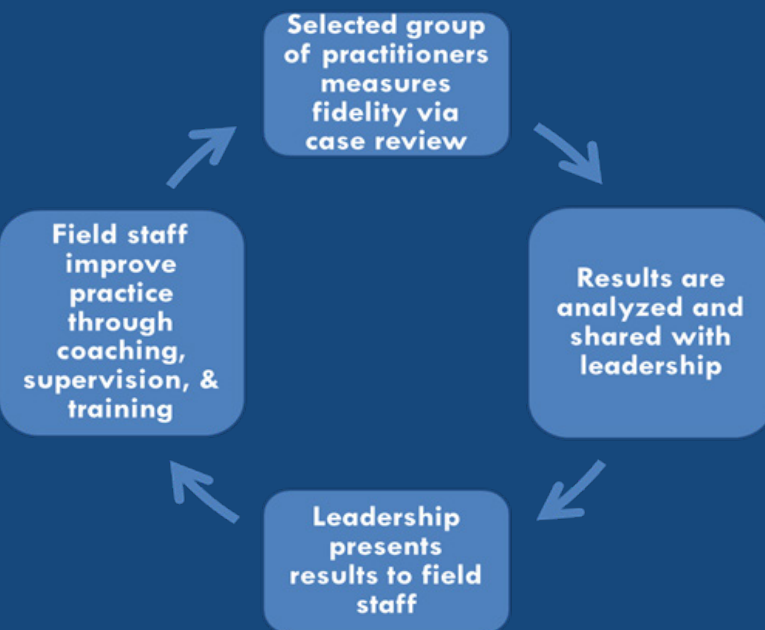 Selected group
of practitioners
measures
fidelity via
case review
Results are
analyzed and
shared with
leadership
Leadership
presents
results to field
staff
Field staff
improve
practice
through
coaching,
supervision, &
training